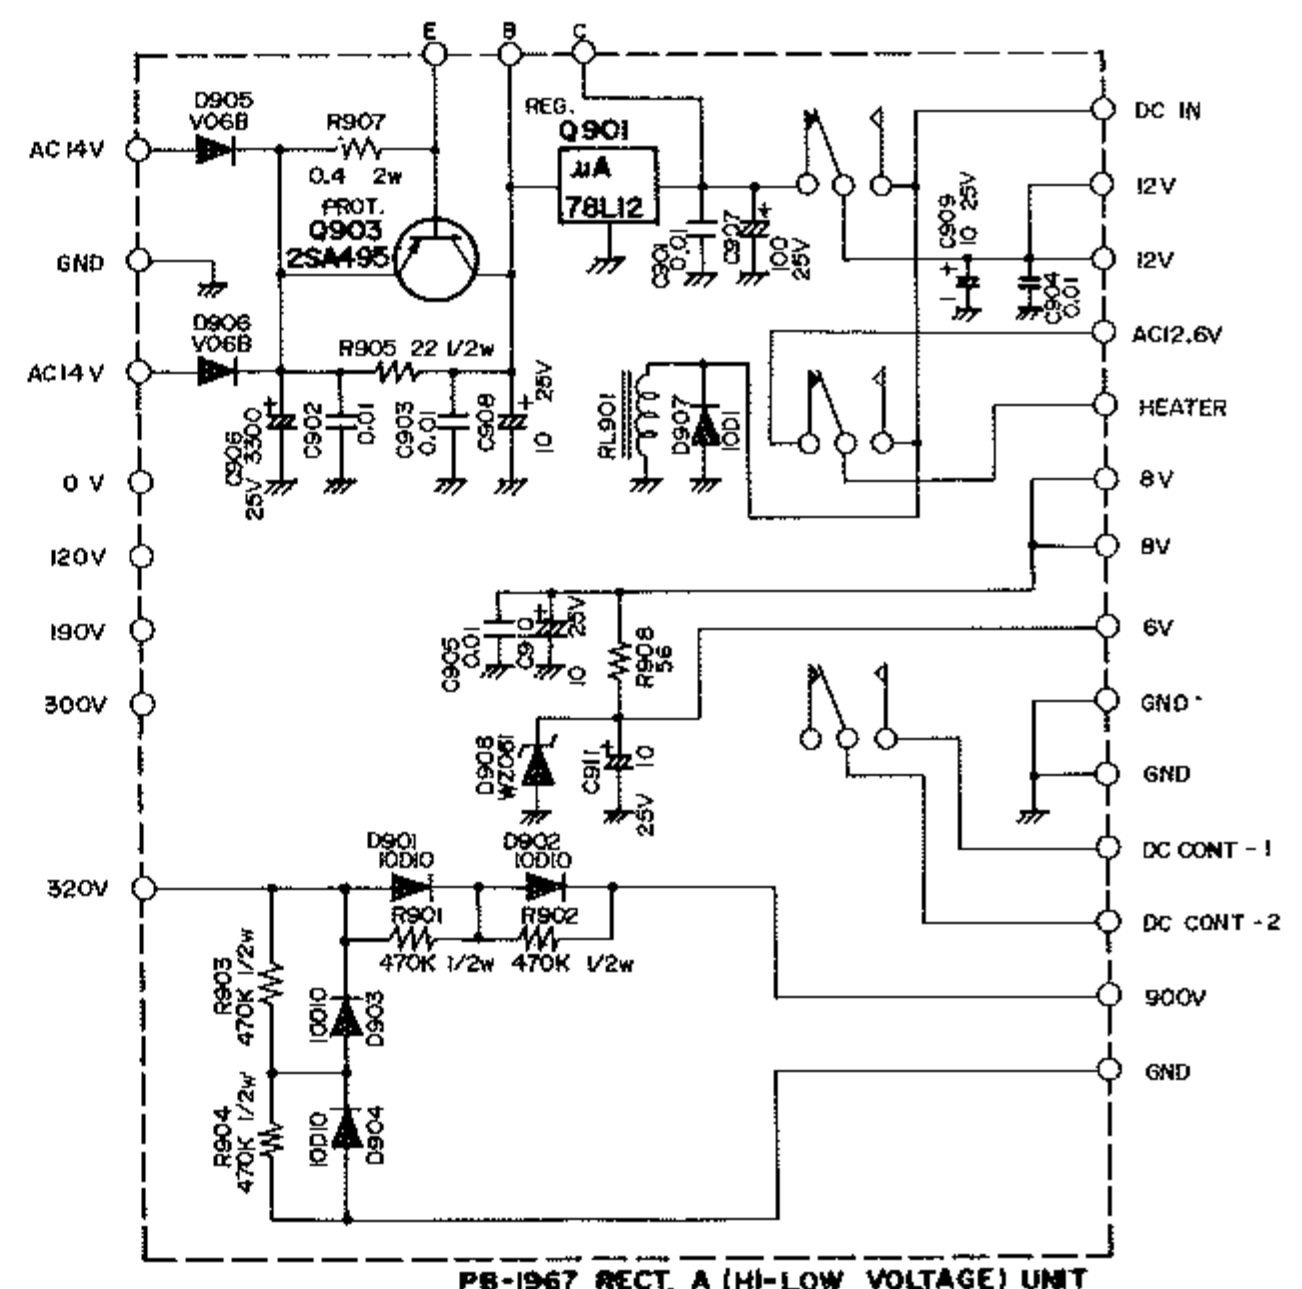 E B C
D905
V06B
AC14V
R907
0.4 2w
PROT.
Q903
2SA495
REG.
Q901
µA
78L12
C901
0.01
C907
100
25V
C909
10 25V
C904
0.01
DC IN
12V
12V
AC12.6V
HEATER
8V
8V
6V
GND
GND
DC CONT - 1
DC CONT - 2
900V
GND
GND
D906
V06B
AC14V
R905 22 1/2w
C906
25V 3300
C902
0.01
C903
0.01
C908
10
25V
RL901
D907
10D1
0 V
120V
190V
300V
320V
C905
0.01
C910
10
25V
R908
56
D908
WZ061
C911
10
25V
D901
10D10
D902
10D10
R901
470K 1/2w
R902
470K 1/2w
R903
470K 1/2w
10D10
D903
R904
470K 1/2w
10D10
D904
PB-1967 RECT. A (HI-LOW VOLTAGE) UNIT